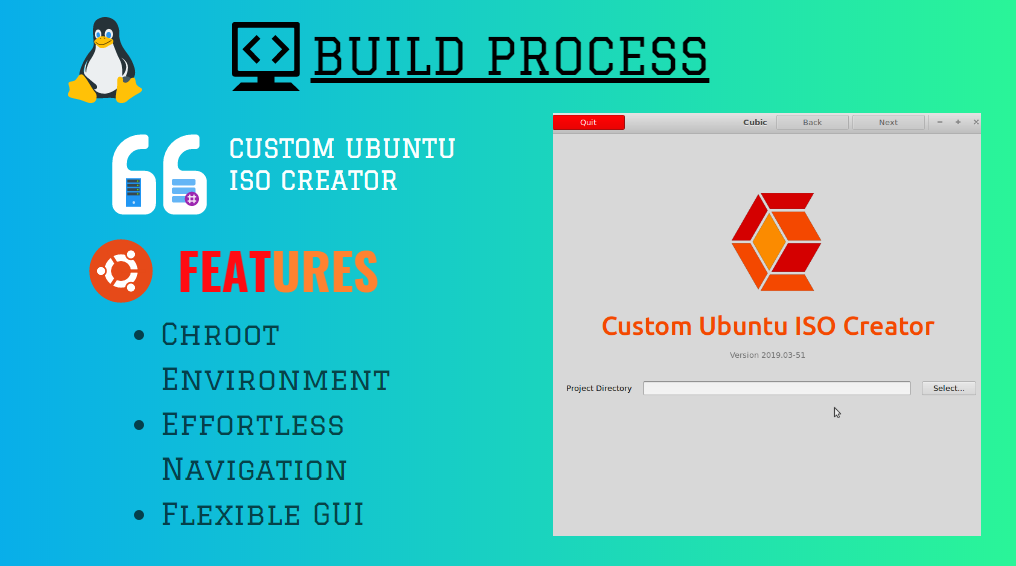 BUILD PROCESS
CUSTOM UBUNTU
ISO CREATOR
FEATURES
• Chroot
Environment
• Effortless
Navigation
• Flexible GUI
Quit Cubic Back Next
Custom Ubuntu ISO Creator
Version 2019.03-51
Project Directory Select...